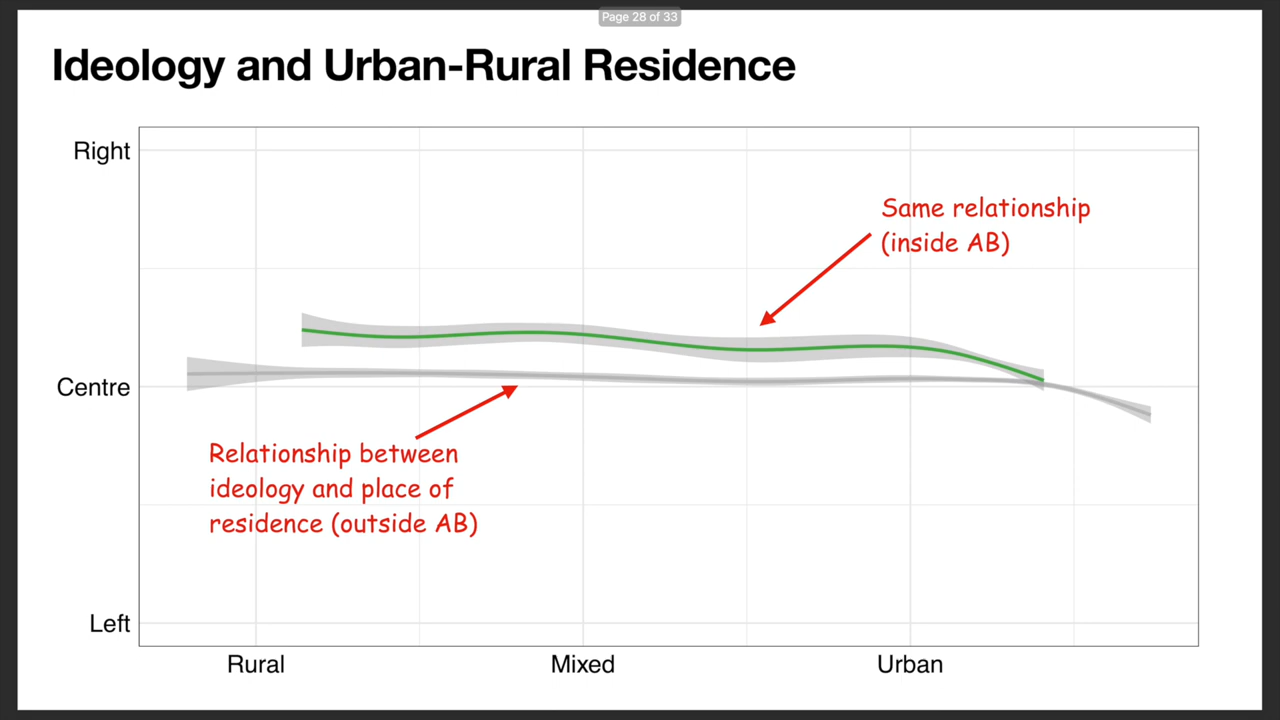 Page 28 of 33
Ideology and Urban-Rural Residence
Right
Same relationship
(inside AB)
Centre
Relationship between
ideology and place of
residence (outside AB)
Left
Rural
Mixed
Urban